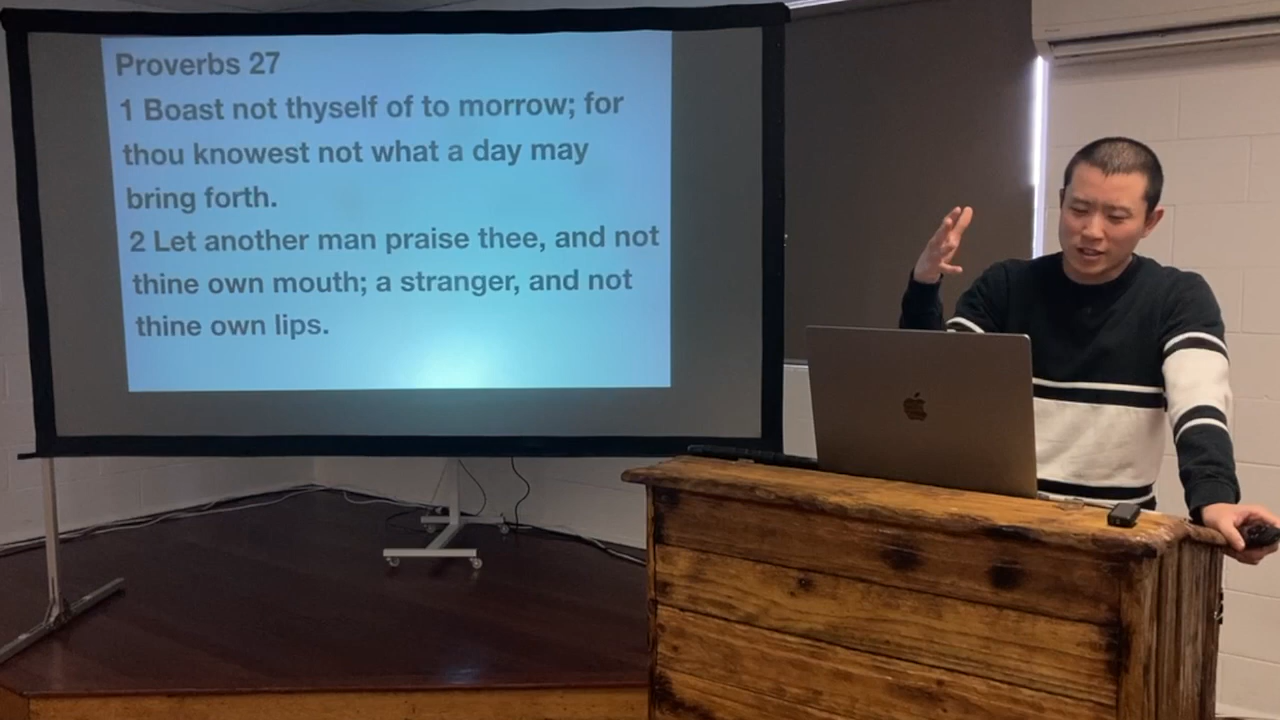 Proverbs 27
1 Boast not thyself of to morrow; for
thou knowest not what a day may
bring forth.
2 Let another man praise thee, and not
thine own mouth; a stranger, and not
thine own lips.